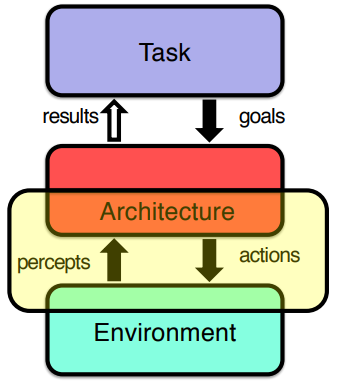 Task
results
goals
Architecture
percepts
actions
Environment